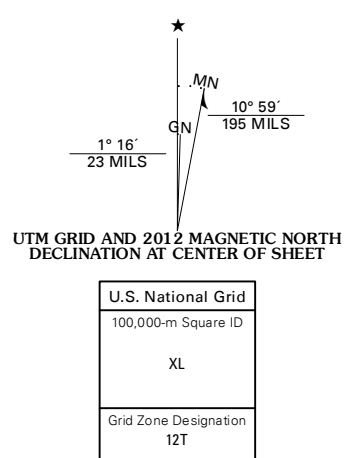 ★
MN
10° 59´
195 MILS
GN
1° 16´
23 MILS
UTM GRID AND 2012 MAGNETIC NORTH
DECLINATION AT CENTER OF SHEET
U.S. National Grid
100,000-m Square ID
XL
Grid Zone Designation
12T